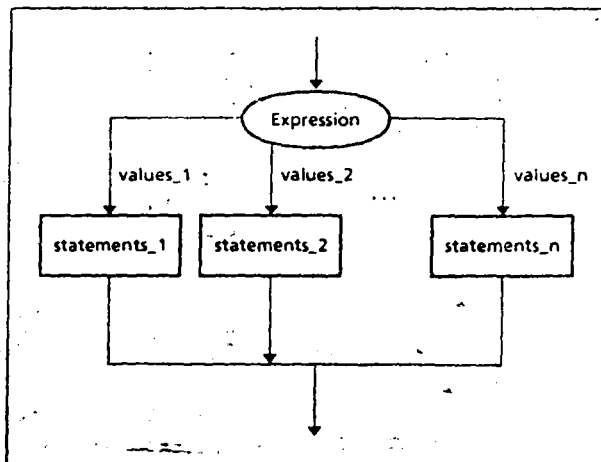 Expression
values_1 values_2 ... values_n
statements_1 statements_2 statements_n